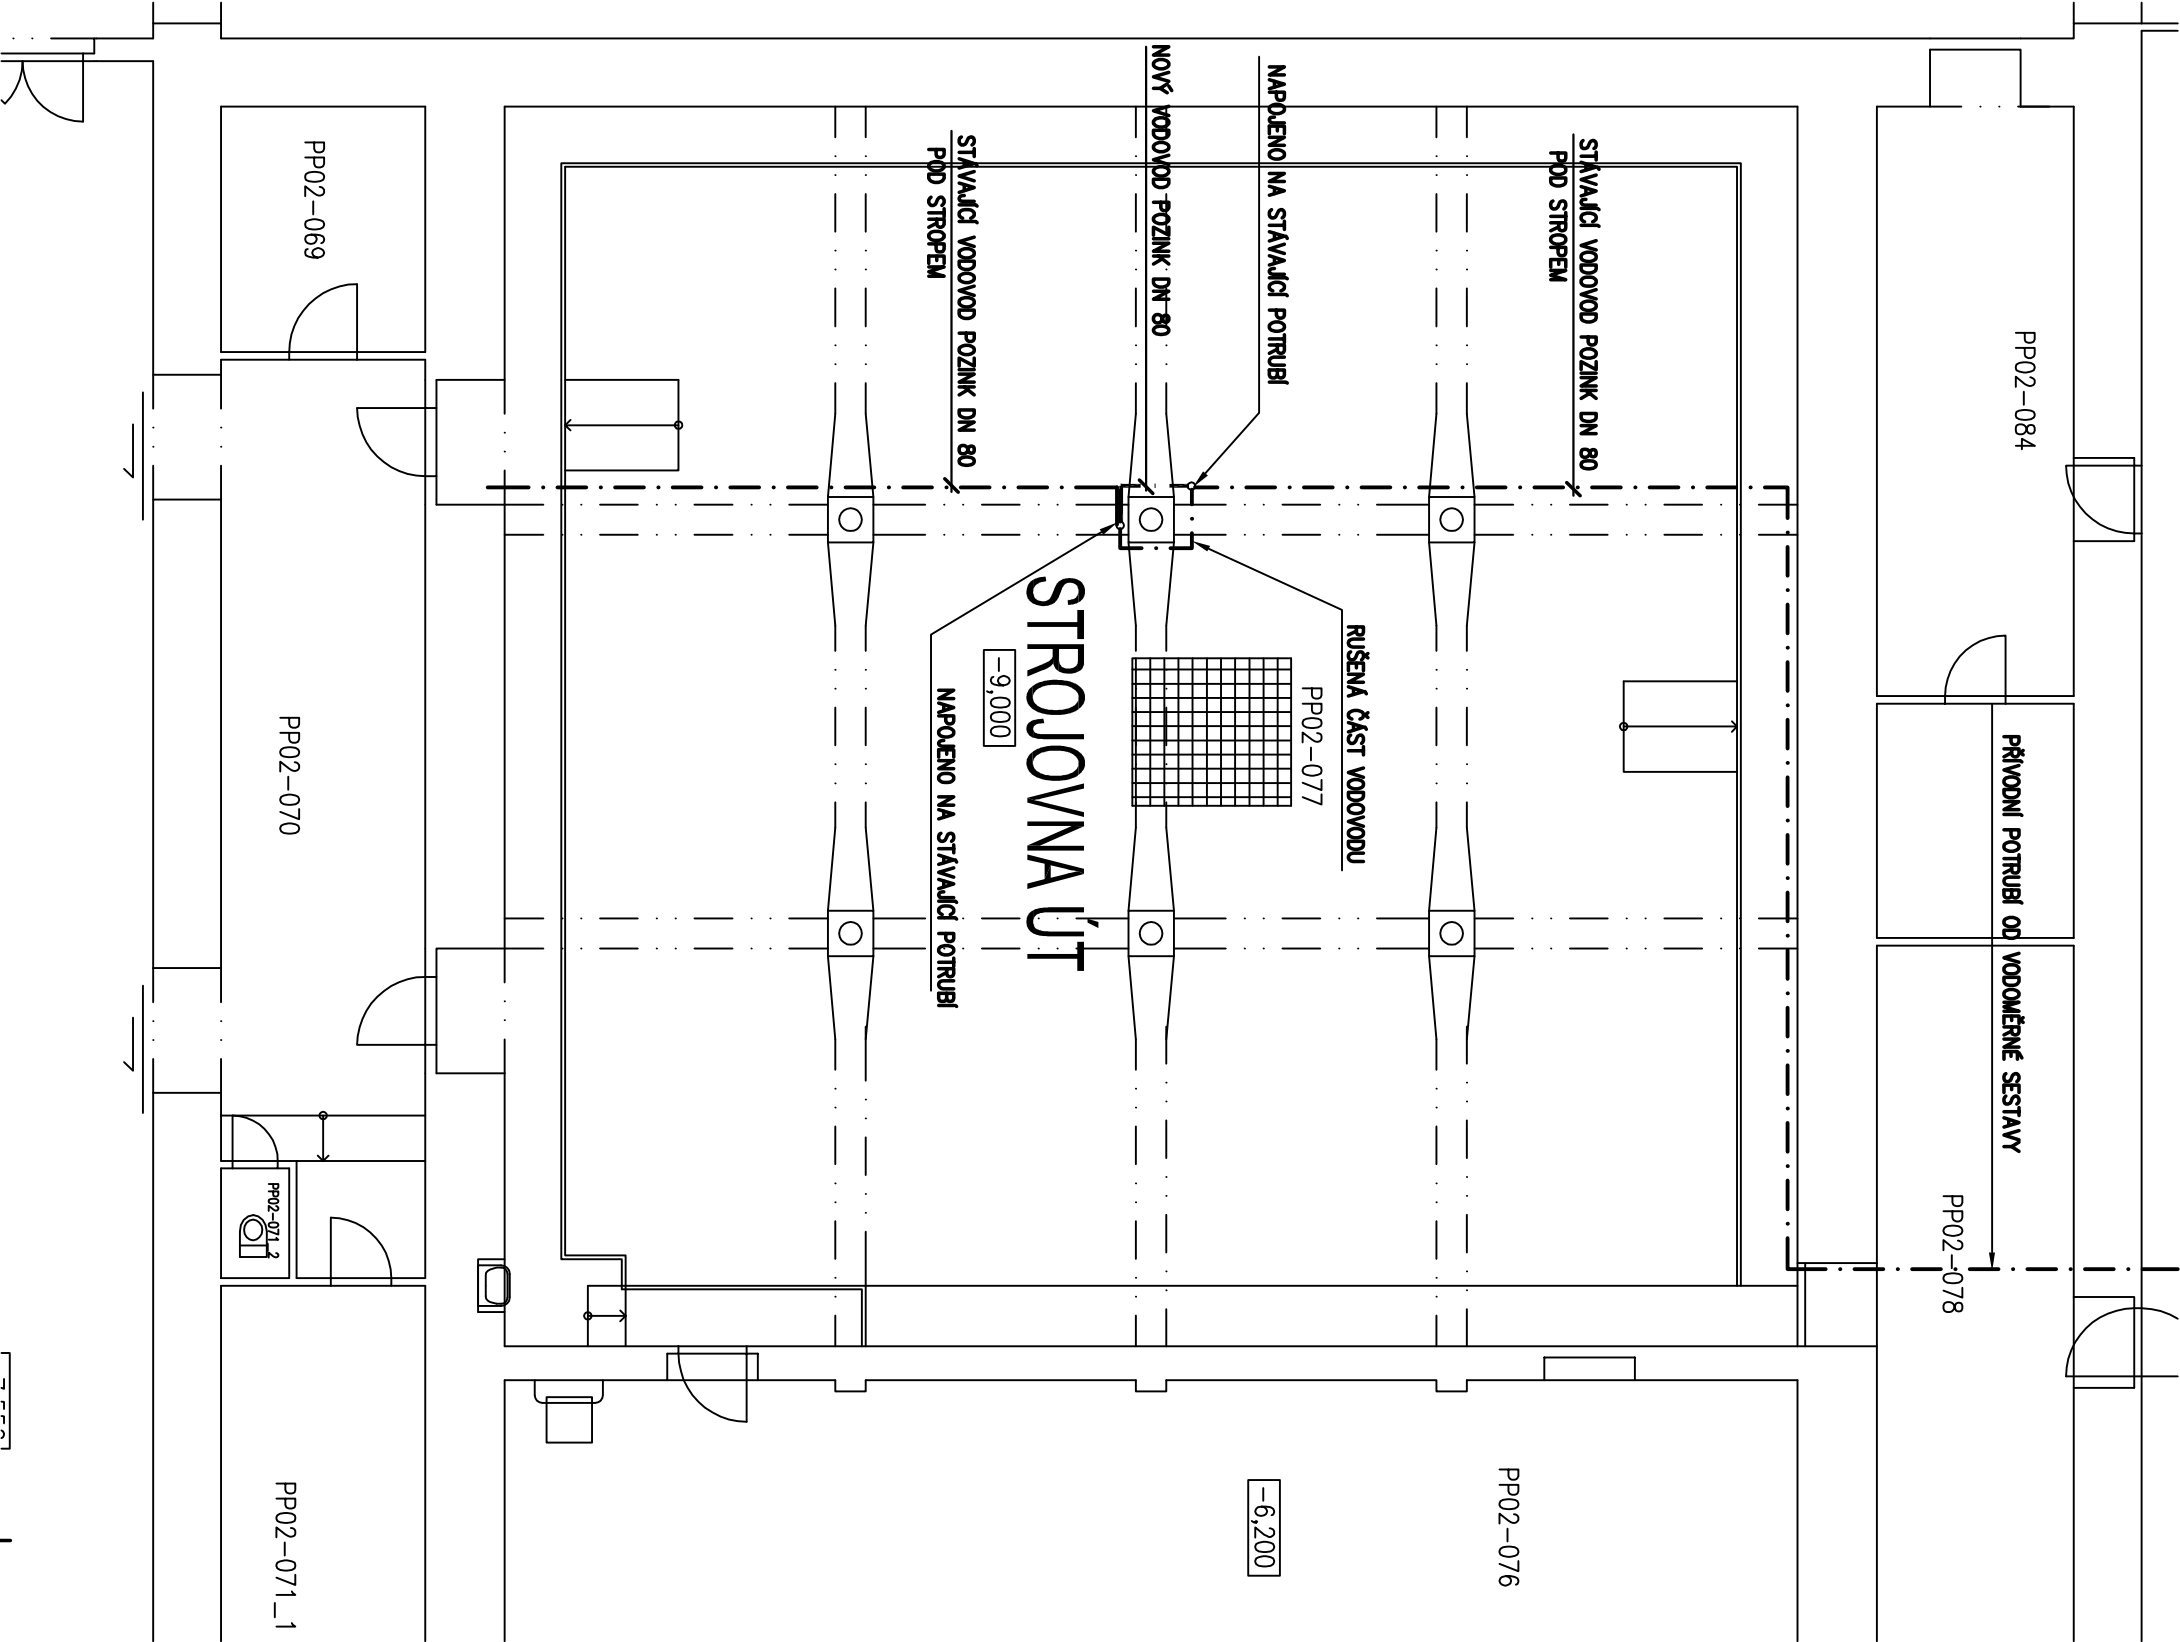 PP02-084
PŘÍVODNÍ POTRUBÍ OD VODOMĚRNÉ SESTAVY
PP02-078
STÁVAJÍCÍ VODOVOD POZINK DN 80
POD STROPEM
PP02-076
RUŠENÁ ČÁST VODOVODU
PP02-077
NAPOJENO NA STÁVAJÍCÍ POTRUBÍ
-6,200
NOVÝ VODOVOD POZINK DN 80
STROJOVNA ÚT
-9,000
STÁVAJÍCÍ VODOVOD POZINK DN 80
POD STROPEM
NAPOJENO NA STÁVAJÍCÍ POTRUBÍ
PP02-069
PP02-070
PP02-071_2
PP02-071_1